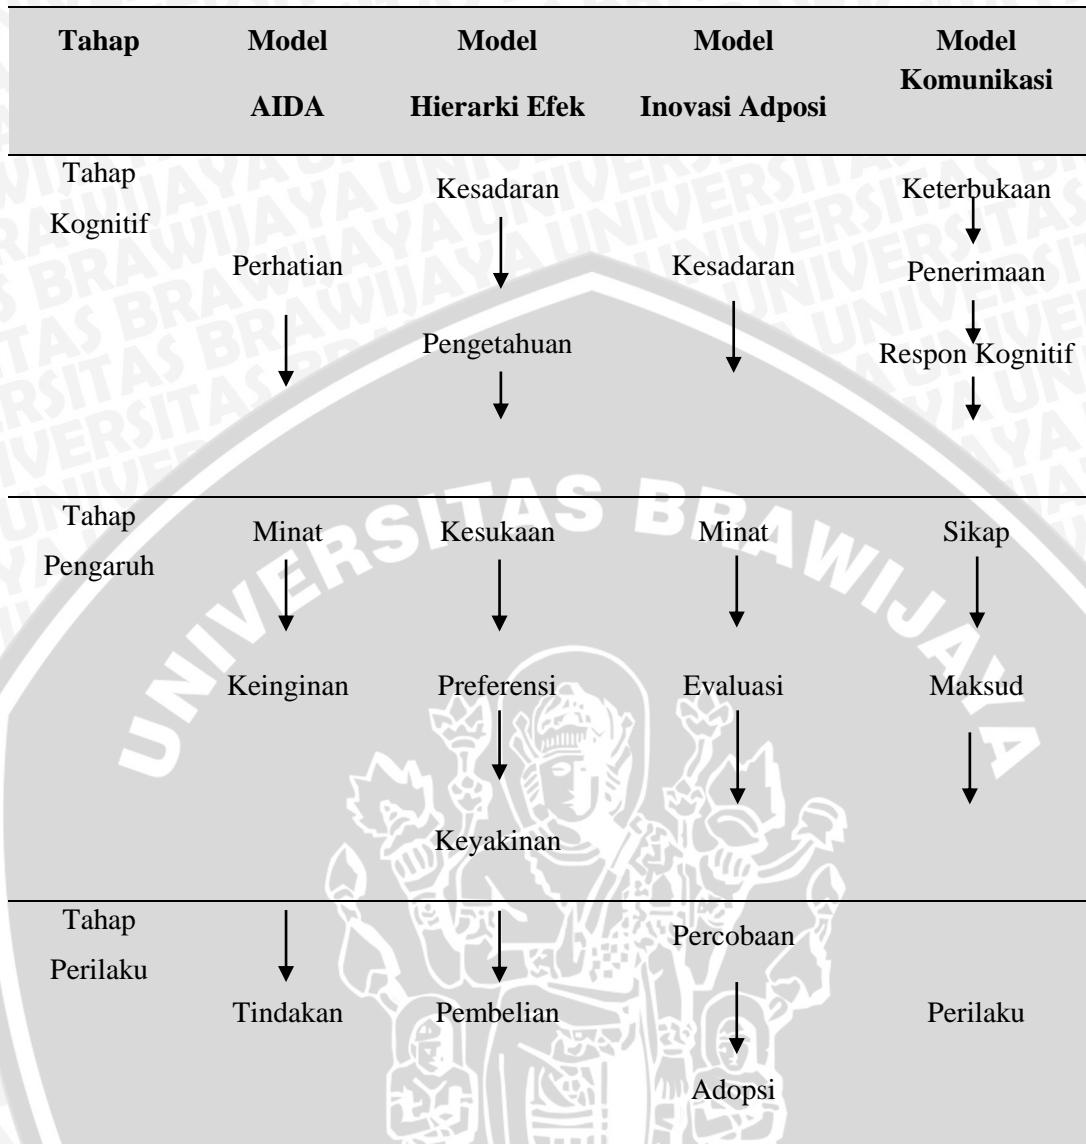 Tahap Model Model Model Model
Komunikasi
AIDA Hierarki Efek Inovasi Adposi
Tahap Kesadaran Keterbukaan
Kognitif
Perhatian Kesadaran Penerimaan
Pengetahuan Respon Kognitif
Tahap
Minat Kesukaan Minat Sikap
Pengaruh
Keinginan Preferensi Evaluasi Maksud
Keyakinan
Tahap
Percobaan
Perilaku
Tindakan Pembelian Perilaku
Adopsi
UNIVERSITAS BRAWIJAYA